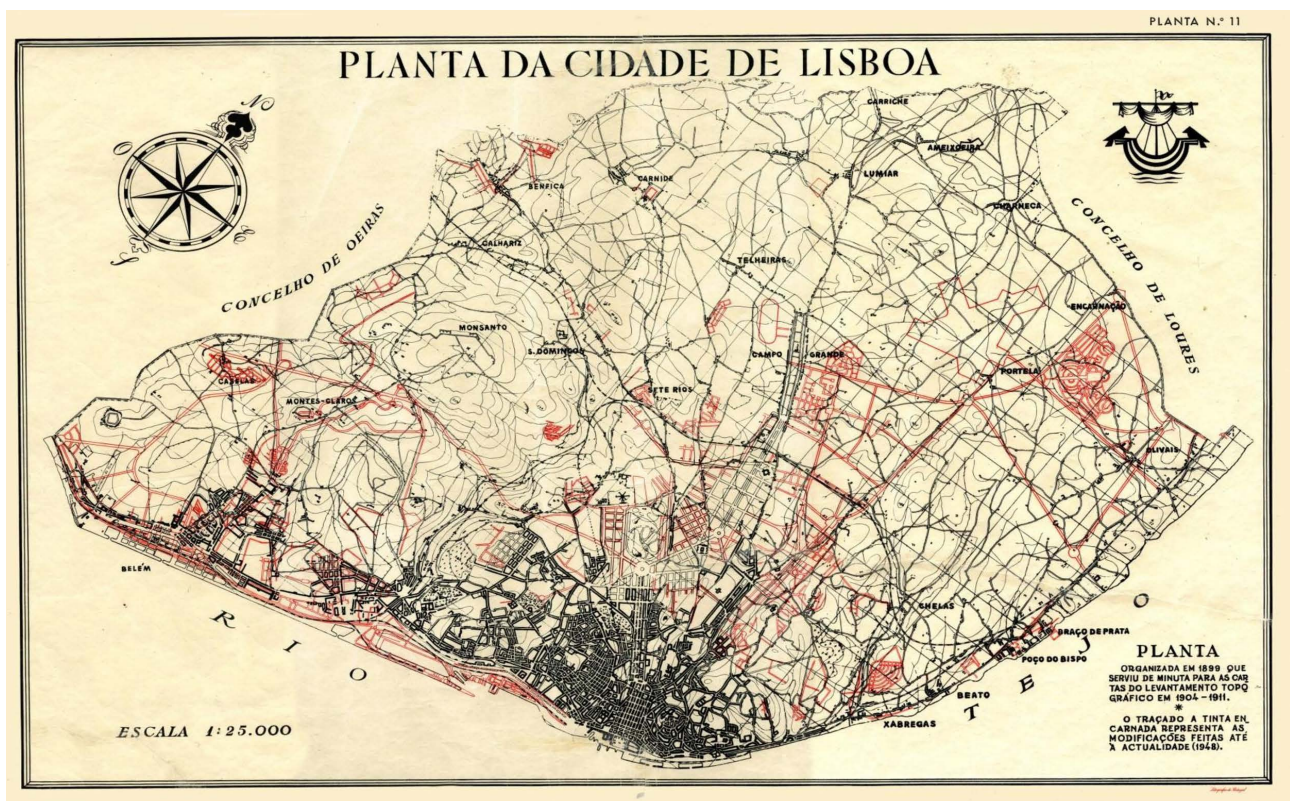 PLANTA N.º 11
PLANTA DA CIDADE DE LISBOA
NO
O
E
S
CONCELHO DE OEIRAS
CONCELHO DE LOURES
CARRICHE
AMEIXOEIRA
LUMIAR
BENFICA
CARNIDE
CHARNECA
CALHARIZ
TELHEIRAS
ENCARNAÇÃO
MONSANTO
S. DOMINGOS
CAMPO GRANDE
PORTELA
CASELAS
SETE RIOS
MONTES-CLAROS
OLIVAIS
BELÉM
CHELAS
BRAÇO DE PRATA
POÇO DO BISPO
BEATO
XABREGAS
RIO TEJO
ESCALA 1:25.000
PLANTA
ORGANIZADA EM 1899 QUE
SERVIU DE MINUTA PARA AS CAR
TAS DO LEVANTAMENTO TOPO
GRÁFICO EM 1904-1911.
*
O TRAÇADO A TINTA EN
CARNADA REPRESENTA AS
MODIFICAÇÕES FEITAS ATÉ
À ACTUALIDADE (1948).